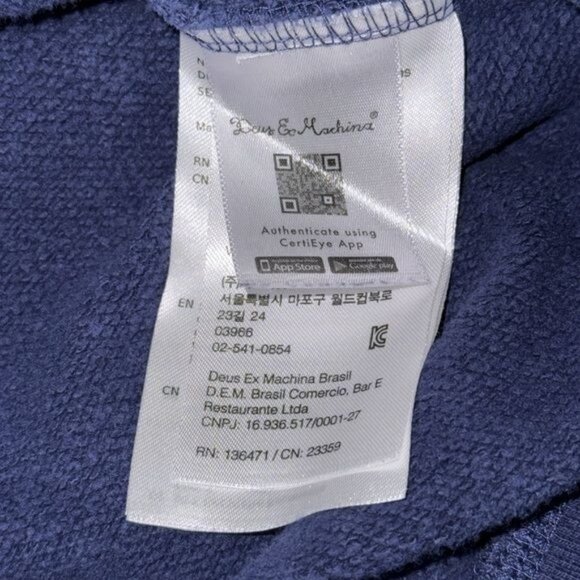 Deus Ex Machina®
Authenticate using
CertiEye App
App Store
Google play
RN
CN
EN
(주)
서울특별시 마포구 월드컵북로
23길 24
03966
02-541-0854
CN
Deus Ex Machina Brasil
D.E.M. Brasil Comercio, Bar E
Restaurante Ltda
CNPJ: 16.936.517/0001-27
RN: 136471 / CN: 23359